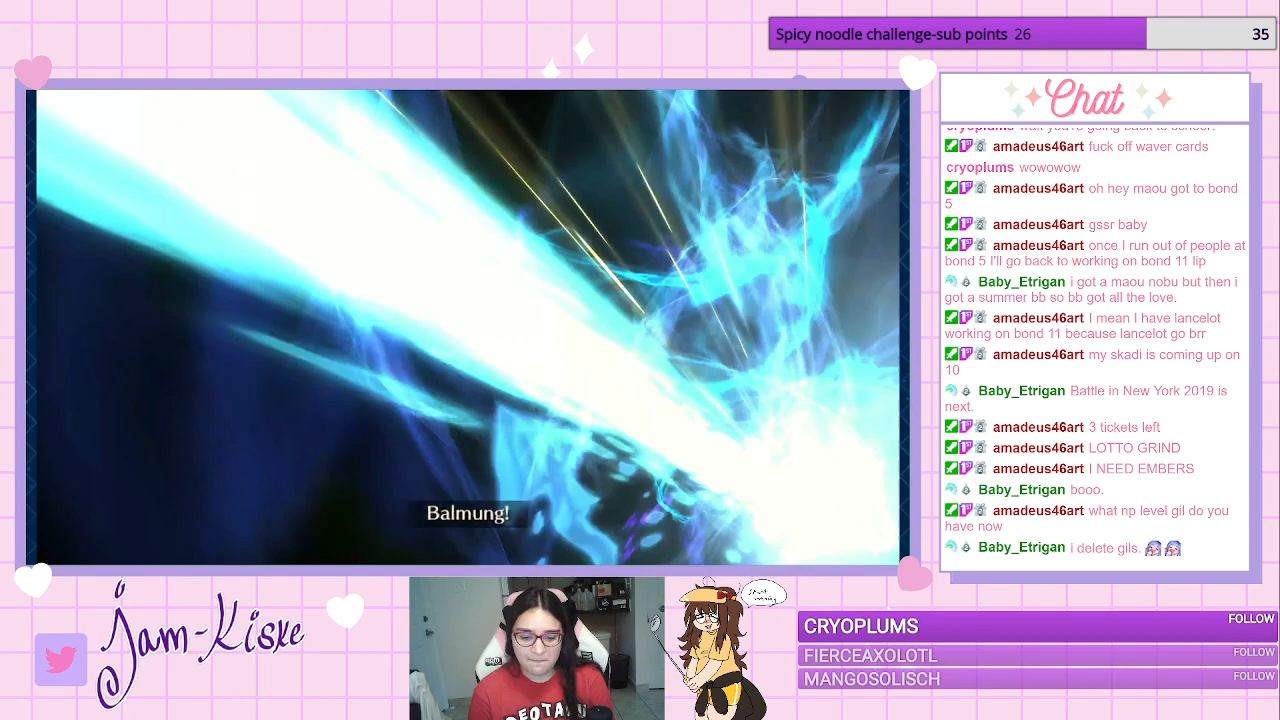 Spicy noodle challenge-sub points 26
35
Chat
amadeus46art fuck off waver cards
cryoplums wowowow
amadeus46art oh hey maou got to bond
5
amadeus46art gssr baby
amadeus46art once I run out of people at
bond 5 I'll go back to working on bond 11 lip
Baby_Etrigan i got a maou nobu but then i
got a summer bb so bb got all the love.
amadeus46art I mean I have lancelot
working on bond 11 because lancelot go brr
amadeus46art my skadi is coming up on
10
Baby_Etrigan Battle in New York 2019 is
next.
amadeus46art 3 tickets left
amadeus46art LOTTO GRIND
amadeus46art I NEED EMBERS
Baby_Etrigan booo.
amadeus46art what np level gil do you
have now
Baby_Etrigan i delete gils.
Balmung!
@Jam-Kiske
CRYOPLUMS FOLLOW
FIERCEAXOLOTL FOLLOW
MANGOSOLISCH FOLLOW